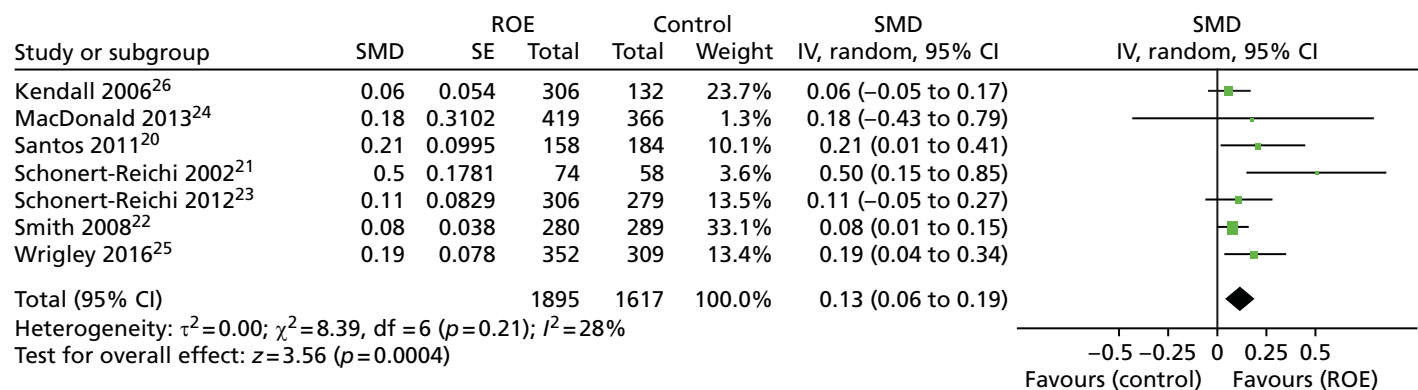 ROE Control SMD SMD
Study or subgroup SMD SE Total Total Weight IV, random, 95% CI IV, random, 95% CI
Kendall 2006²⁶ 0.06 0.054 306 132 23.7% 0.06 (−0.05 to 0.17)
MacDonald 2013²⁴ 0.18 0.3102 419 366 1.3% 0.18 (−0.43 to 0.79)
Santos 2011²⁰ 0.21 0.0995 158 184 10.1% 0.21 (0.01 to 0.41)
Schonert-Reichi 2002²¹ 0.5 0.1781 74 58 3.6% 0.50 (0.15 to 0.85)
Schonert-Reichi 2012²³ 0.11 0.0829 306 279 13.5% 0.11 (−0.05 to 0.27)
Smith 2008²² 0.08 0.038 280 289 33.1% 0.08 (0.01 to 0.15)
Wrigley 2016²⁵ 0.19 0.078 352 309 13.4% 0.19 (0.04 to 0.34)
Total (95% CI) 1895 1617 100.0% 0.13 (0.06 to 0.19)
Heterogeneity: τ²=0.00; χ²=8.39, df =6 (p=0.21); I²=28%
Test for overall effect: z=3.56 (p=0.0004)
−0.5 −0.25 0 0.25 0.5
Favours (control) Favours (ROE)